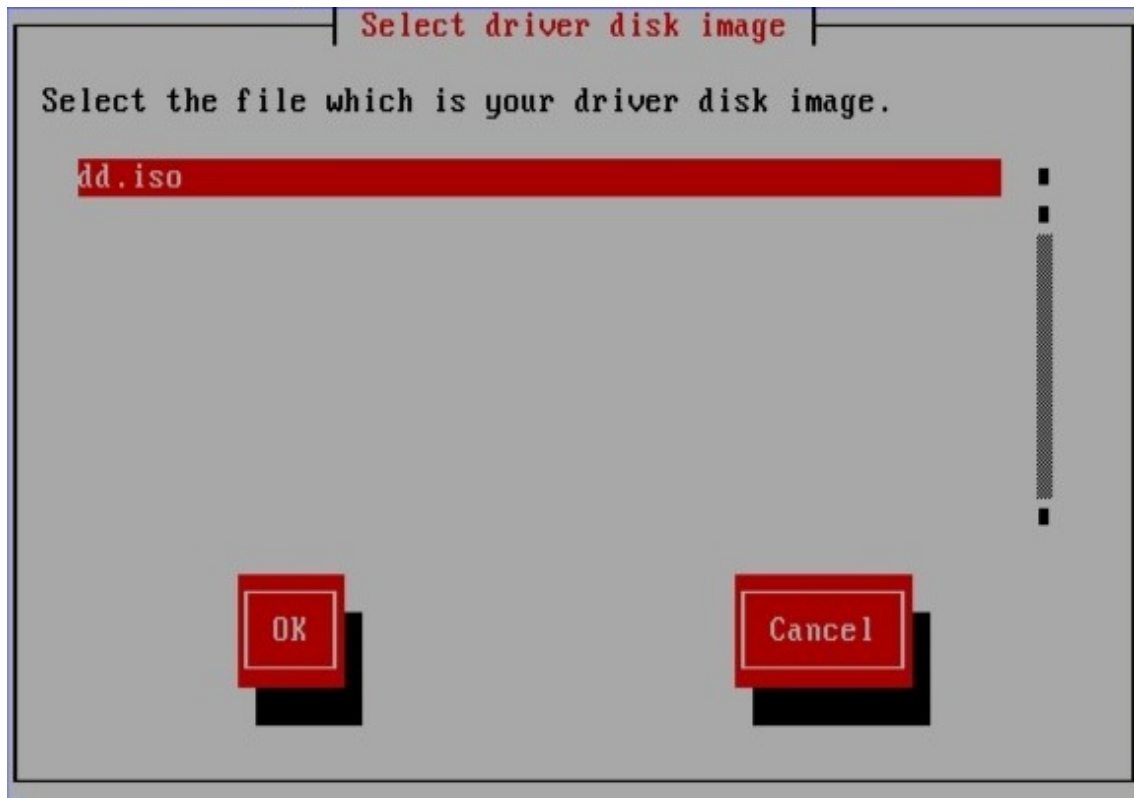 Select driver disk image
Select the file which is your driver disk image.
dd.iso
OK
Cancel